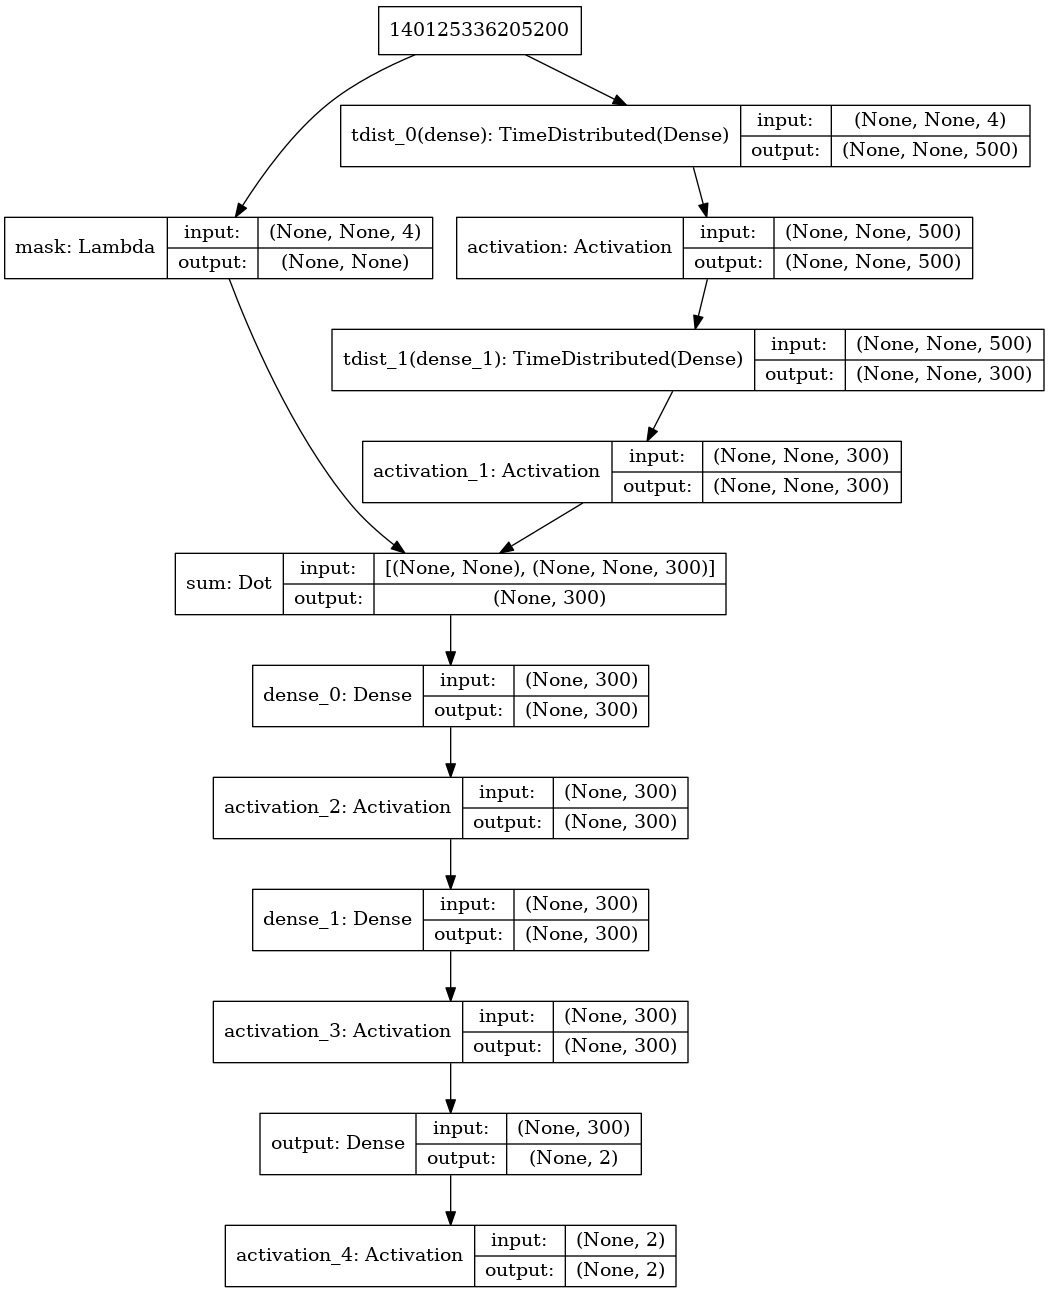 140125336205200
tdist_0(dense): TimeDistributed(Dense)
input:
(None, None, 4)
output:
(None, None, 500)
mask: Lambda
input:
(None, None, 4)
output:
(None, None)
activation: Activation
input:
(None, None, 500)
output:
(None, None, 500)
tdist_1(dense_1): TimeDistributed(Dense)
input:
(None, None, 500)
output:
(None, None, 300)
activation_1: Activation
input:
(None, None, 300)
output:
(None, None, 300)
sum: Dot
input:
[(None, None), (None, None, 300)]
output:
(None, 300)
dense_0: Dense
input:
(None, 300)
output:
(None, 300)
activation_2: Activation
input:
(None, 300)
output:
(None, 300)
dense_1: Dense
input:
(None, 300)
output:
(None, 300)
activation_3: Activation
input:
(None, 300)
output:
(None, 300)
output: Dense
input:
(None, 300)
output:
(None, 2)
activation_4: Activation
input:
(None, 2)
output:
(None, 2)